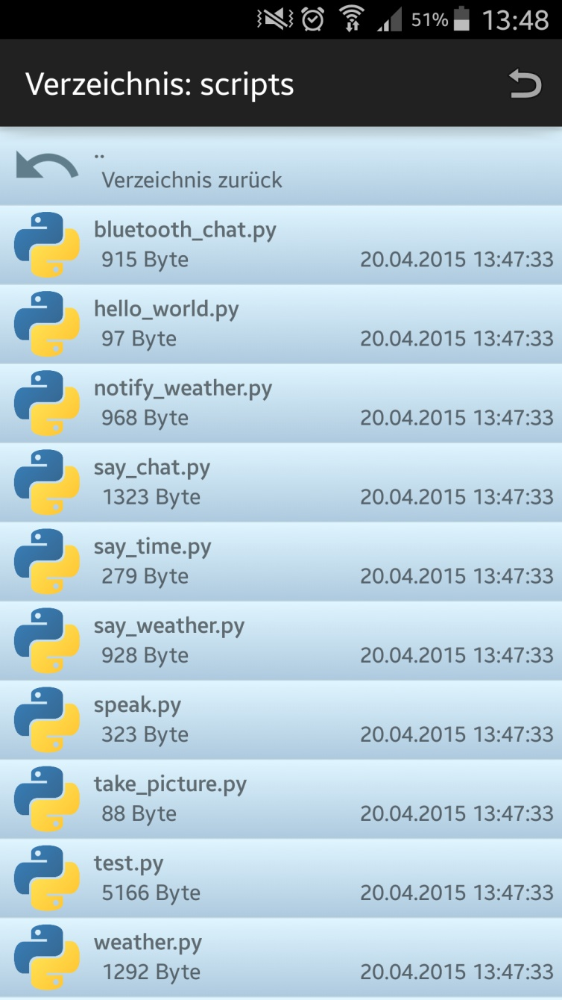 51% 13:48
Verzeichnis: scripts
..
Verzeichnis zurück
bluetooth_chat.py
915 Byte 20.04.2015 13:47:33
hello_world.py
97 Byte 20.04.2015 13:47:33
notify_weather.py
968 Byte 20.04.2015 13:47:33
say_chat.py
1323 Byte 20.04.2015 13:47:33
say_time.py
279 Byte 20.04.2015 13:47:33
say_weather.py
928 Byte 20.04.2015 13:47:33
speak.py
323 Byte 20.04.2015 13:47:33
take_picture.py
88 Byte 20.04.2015 13:47:33
test.py
5166 Byte 20.04.2015 13:47:33
weather.py
1292 Byte 20.04.2015 13:47:33